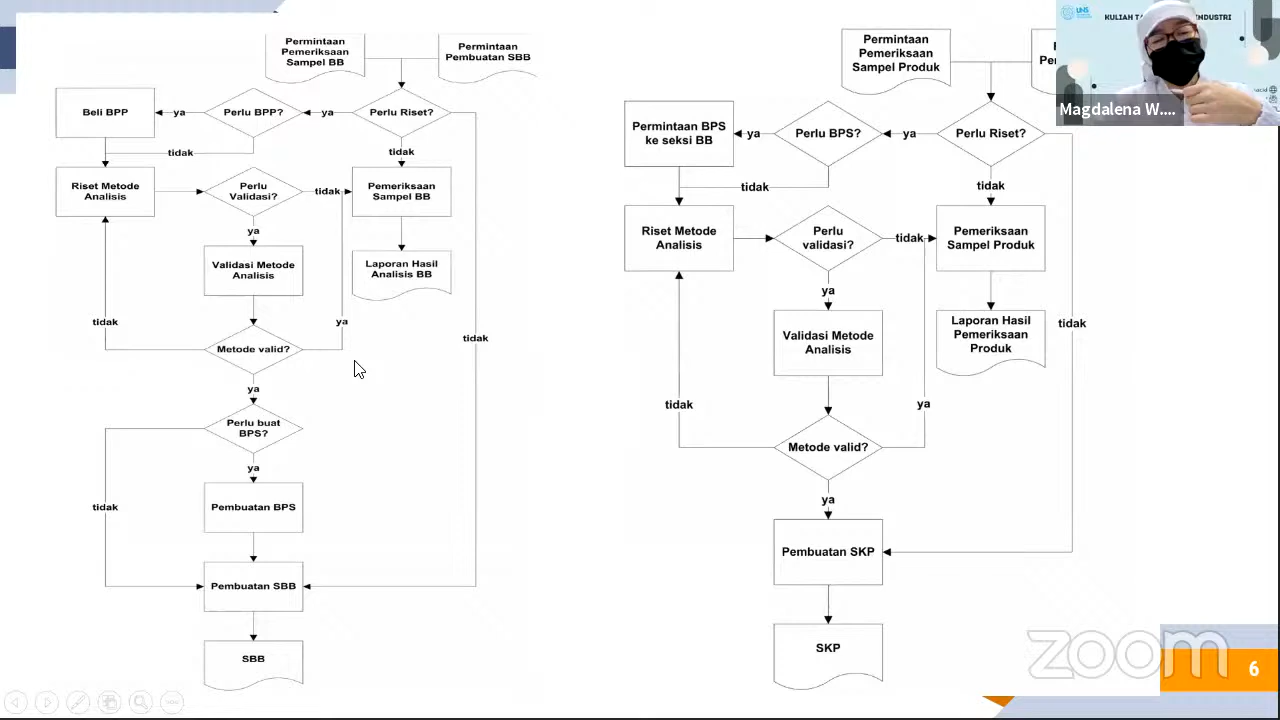 Permintaan
Pemeriksaan
Sampel BB
Permintaan
Pembuatan SBB
Beli BPP
ya
Perlu BPP?
ya
Perlu Riset?
tidak
tidak
Riset Metode
Analisis
Perlu
Validasi?
tidak
Pemeriksaan
Sampel BB
ya
Validasi Metode
Analisis
Laporan Hasil
Analisis BB
tidak
ya
tidak
Metode valid?
ya
Perlu buat
BPS?
ya
tidak
Pembuatan BPS
Pembuatan SBB
SBB
Permintaan
Pemeriksaan
Sampel Produk
Permintaan BPS
ke seksi BB
ya
Perlu BPS?
ya
Perlu Riset?
tidak
tidak
Riset Metode
Analisis
Perlu
validasi?
tidak
Pemeriksaan
Sampel Produk
ya
Validasi Metode
Analisis
Laporan Hasil
Pemeriksaan
Produk
tidak
tidak
ya
Metode valid?
ya
Pembuatan SKP
SKP
UNS
KULIAH TA
INDUSTRI
Magdalena W....
zoom
6